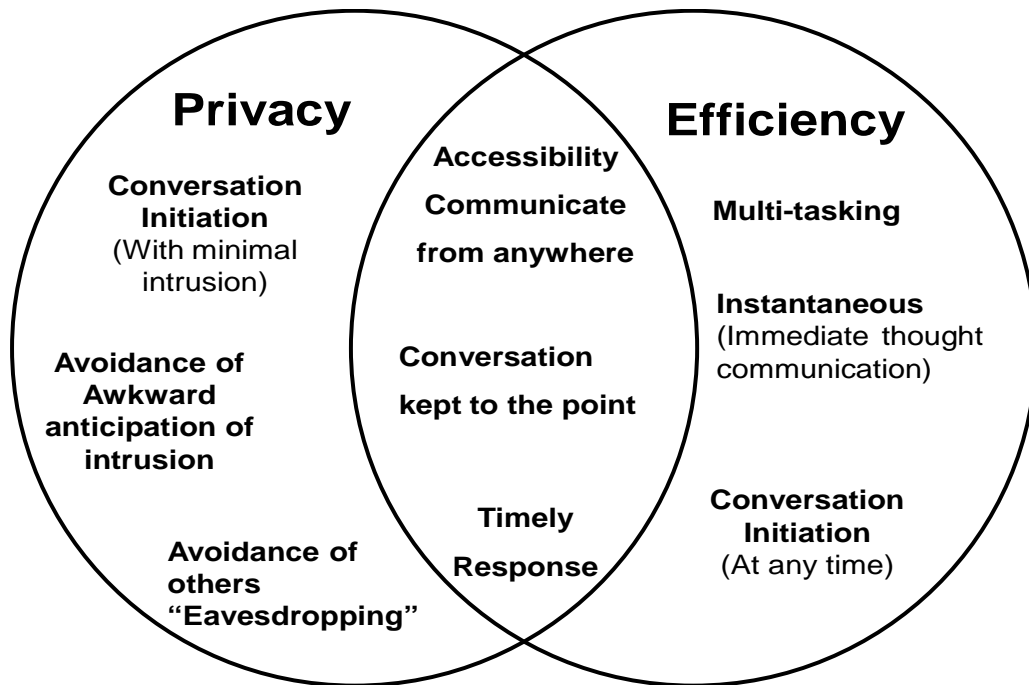 Privacy
Conversation
Initiation
(With minimal
intrusion)
Avoidance of
Awkward
anticipation of
intrusion
Avoidance of
others
“Eavesdropping”
Accessibility
Communicate
from anywhere
Conversation
kept to the point
Timely
Response
Efficiency
Multi-tasking
Instantaneous
(Immediate thought
communication)
Conversation
Initiation
(At any time)